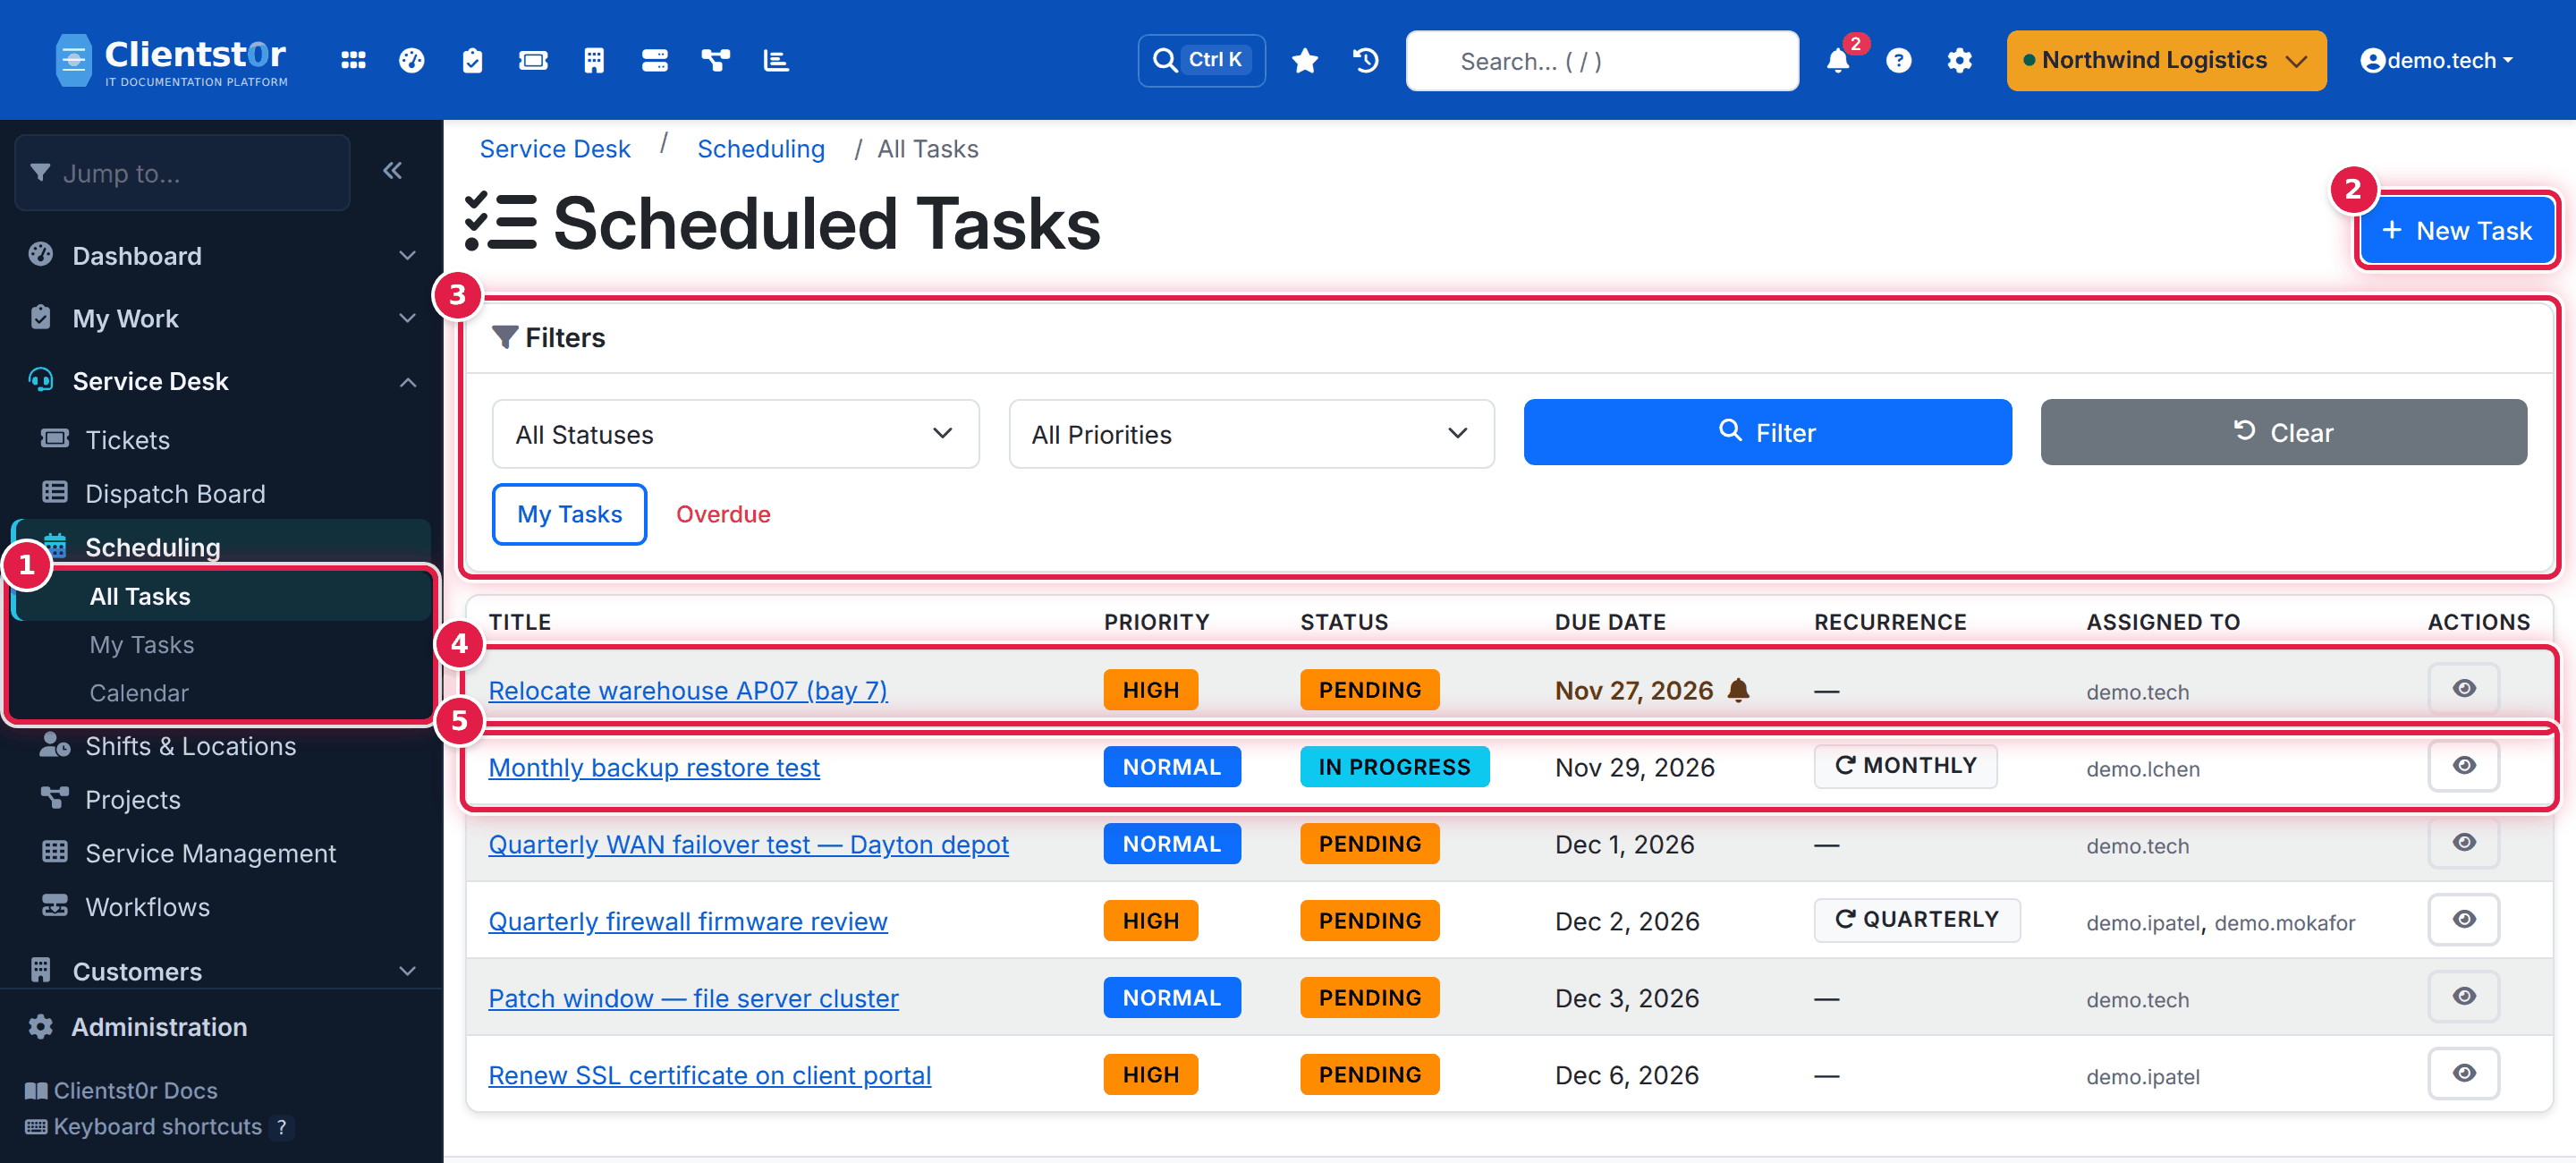 Clientst0r
IT DOCUMENTATION PLATFORM
Ctrl K
Search... ( / )
2
?
Northwind Logistics
demo.tech
Jump to...
Dashboard
My Work
Service Desk
Tickets
Dispatch Board
Scheduling
1
All Tasks
My Tasks
Calendar
Shifts & Locations
Projects
Service Management
Workflows
Customers
Administration
Clientst0r Docs
Keyboard shortcuts ?
Service Desk / Scheduling / All Tasks
Scheduled Tasks
2
+ New Task
3
Filters
All Statuses
All Priorities
Filter
Clear
My Tasks
Overdue
TITLE PRIORITY STATUS DUE DATE RECURRENCE ASSIGNED TO ACTIONS
4
Relocate warehouse AP07 (bay 7) HIGH PENDING Nov 27, 2026 — demo.tech
5
Monthly backup restore test NORMAL IN PROGRESS Nov 29, 2026 MONTHLY demo.lchen
Quarterly WAN failover test — Dayton depot NORMAL PENDING Dec 1, 2026 — demo.tech
Quarterly firewall firmware review HIGH PENDING Dec 2, 2026 QUARTERLY demo.ipatel, demo.mokafor
Patch window — file server cluster NORMAL PENDING Dec 3, 2026 — demo.tech
Renew SSL certificate on client portal HIGH PENDING Dec 6, 2026 — demo.ipatel